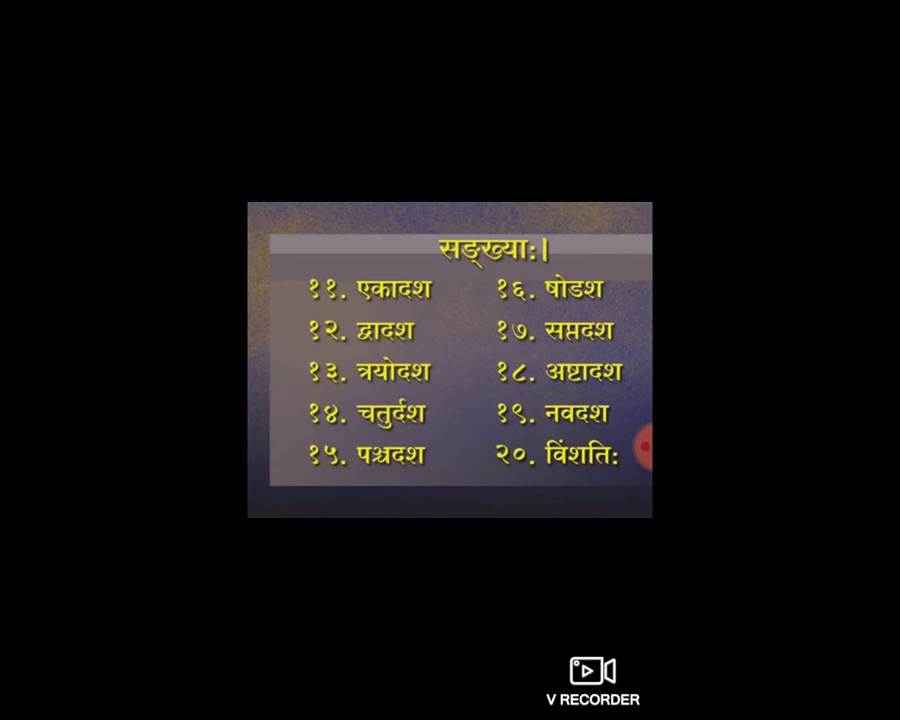 सङ्ख्याः।
११. एकादश
१२. द्वादश
१३. त्रयोदश
१४. चतुर्दश
१५. पञ्चदश
१६. षोडश
१७. सप्तदश
१८. अष्टादश
१९. नवदश
२०. विंशतिः
V RECORDER